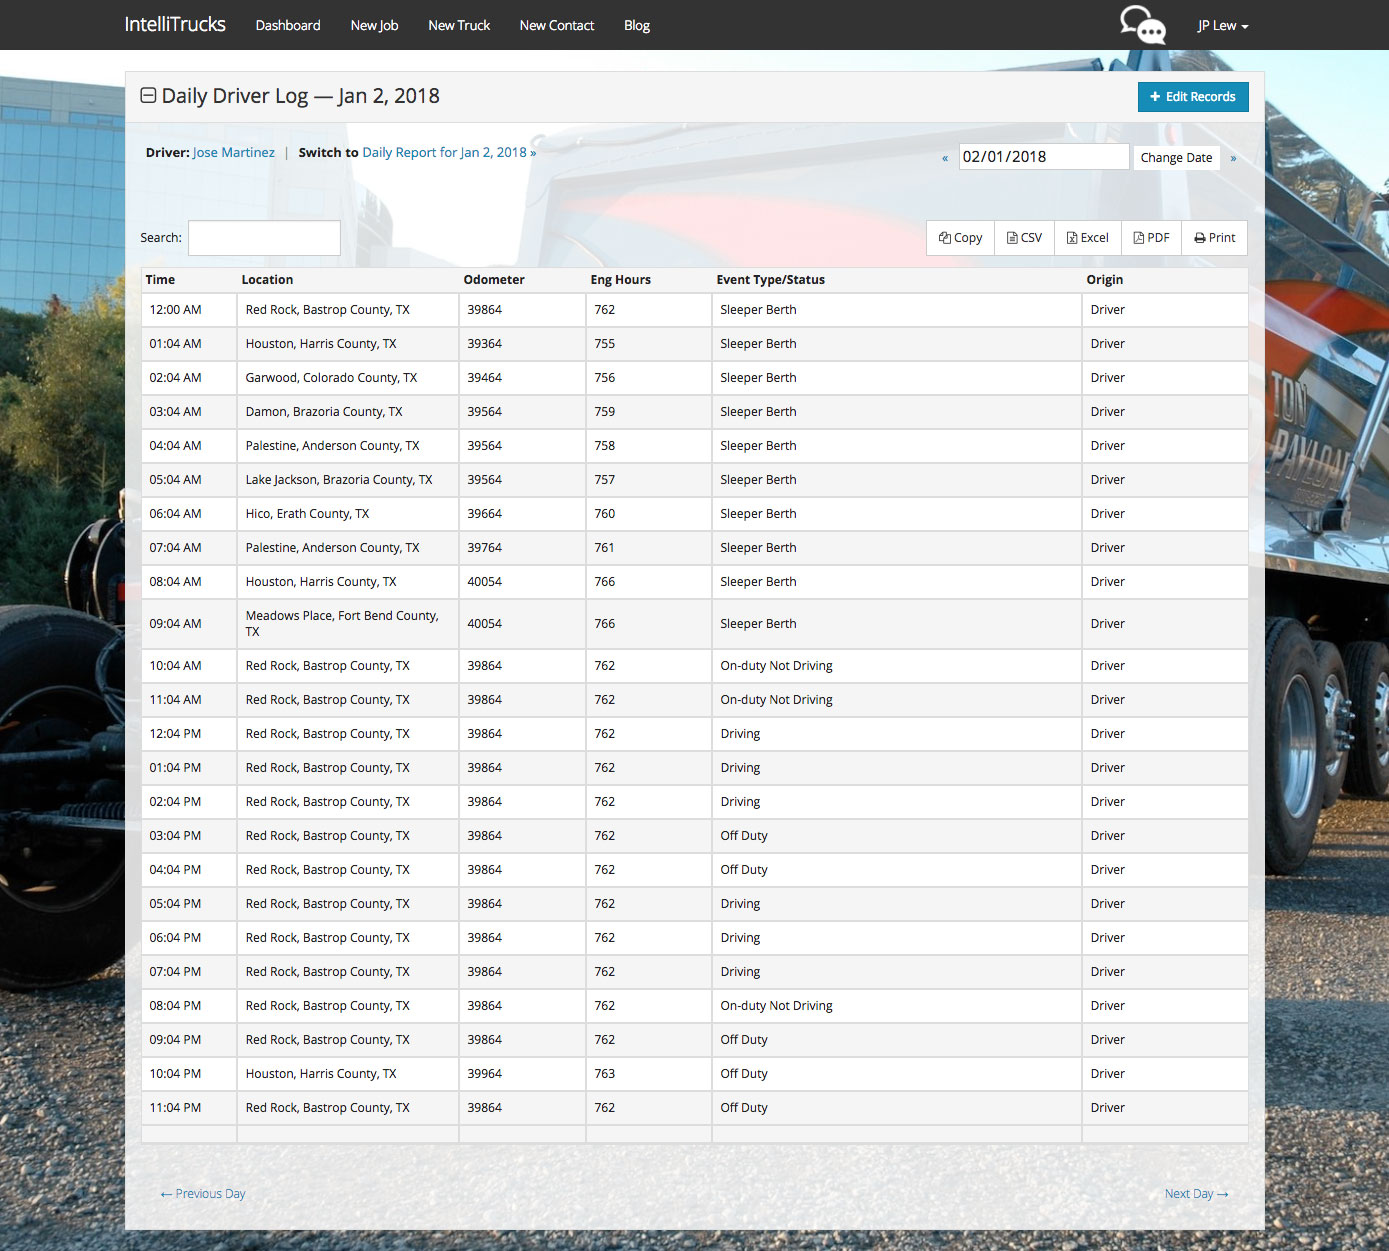 IntelliTrucks Dashboard New Job New Truck New Contact Blog JP Lew
Daily Driver Log — Jan 2, 2018 + Edit Records
Driver: Jose Martinez | Switch to Daily Report for Jan 2, 2018 » « 02/01/2018 Change Date »
Search: Copy CSV Excel PDF Print
Time Location Odometer Eng Hours Event Type/Status Origin
12:00 AM Red Rock, Bastrop County, TX 39864 762 Sleeper Berth Driver
01:04 AM Houston, Harris County, TX 39364 755 Sleeper Berth Driver
02:04 AM Garwood, Colorado County, TX 39464 756 Sleeper Berth Driver
03:04 AM Damon, Brazoria County, TX 39564 759 Sleeper Berth Driver
04:04 AM Palestine, Anderson County, TX 39564 758 Sleeper Berth Driver
05:04 AM Lake Jackson, Brazoria County, TX 39564 757 Sleeper Berth Driver
06:04 AM Hico, Erath County, TX 39664 760 Sleeper Berth Driver
07:04 AM Palestine, Anderson County, TX 39764 761 Sleeper Berth Driver
08:04 AM Houston, Harris County, TX 40054 766 Sleeper Berth Driver
09:04 AM Meadows Place, Fort Bend County, TX 40054 766 Sleeper Berth Driver
10:04 AM Red Rock, Bastrop County, TX 39864 762 On-duty Not Driving Driver
11:04 AM Red Rock, Bastrop County, TX 39864 762 On-duty Not Driving Driver
12:04 PM Red Rock, Bastrop County, TX 39864 762 Driving Driver
01:04 PM Red Rock, Bastrop County, TX 39864 762 Driving Driver
02:04 PM Red Rock, Bastrop County, TX 39864 762 Driving Driver
03:04 PM Red Rock, Bastrop County, TX 39864 762 Off Duty Driver
04:04 PM Red Rock, Bastrop County, TX 39864 762 Off Duty Driver
05:04 PM Red Rock, Bastrop County, TX 39864 762 Driving Driver
06:04 PM Red Rock, Bastrop County, TX 39864 762 Driving Driver
07:04 PM Red Rock, Bastrop County, TX 39864 762 Driving Driver
08:04 PM Red Rock, Bastrop County, TX 39864 762 On-duty Not Driving Driver
09:04 PM Red Rock, Bastrop County, TX 39864 762 Off Duty Driver
10:04 PM Houston, Harris County, TX 39964 763 Off Duty Driver
11:04 PM Red Rock, Bastrop County, TX 39864 762 Off Duty Driver
← Previous Day Next Day →
TON
PAYLOA